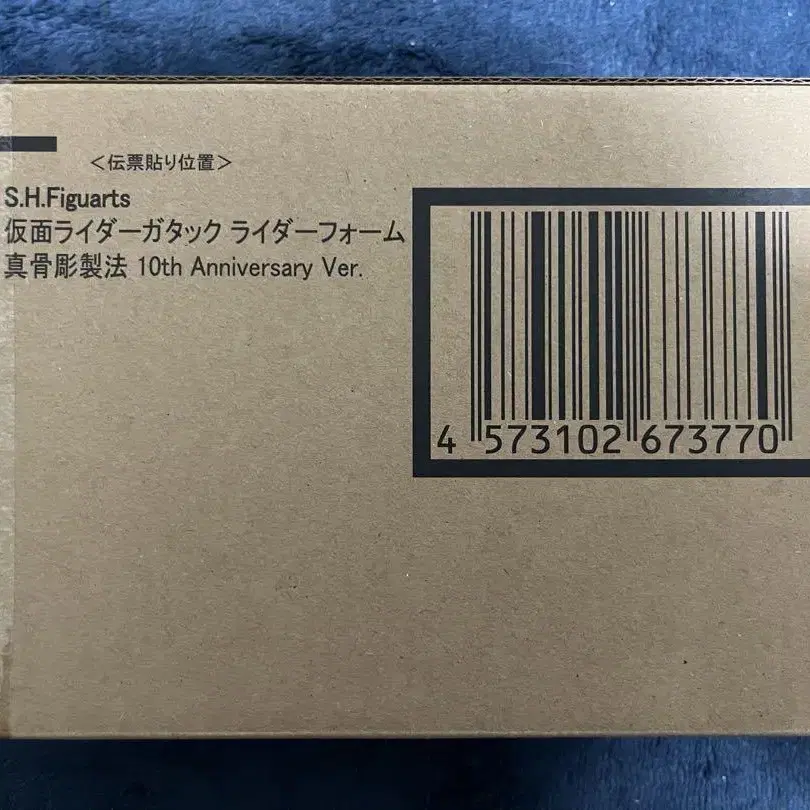 ＜伝票貼り位置＞
S.H.Figuarts
仮面ライダーガタック ライダーフォーム
真骨彫製法 10th Anniversary Ver.
4 573102 673770